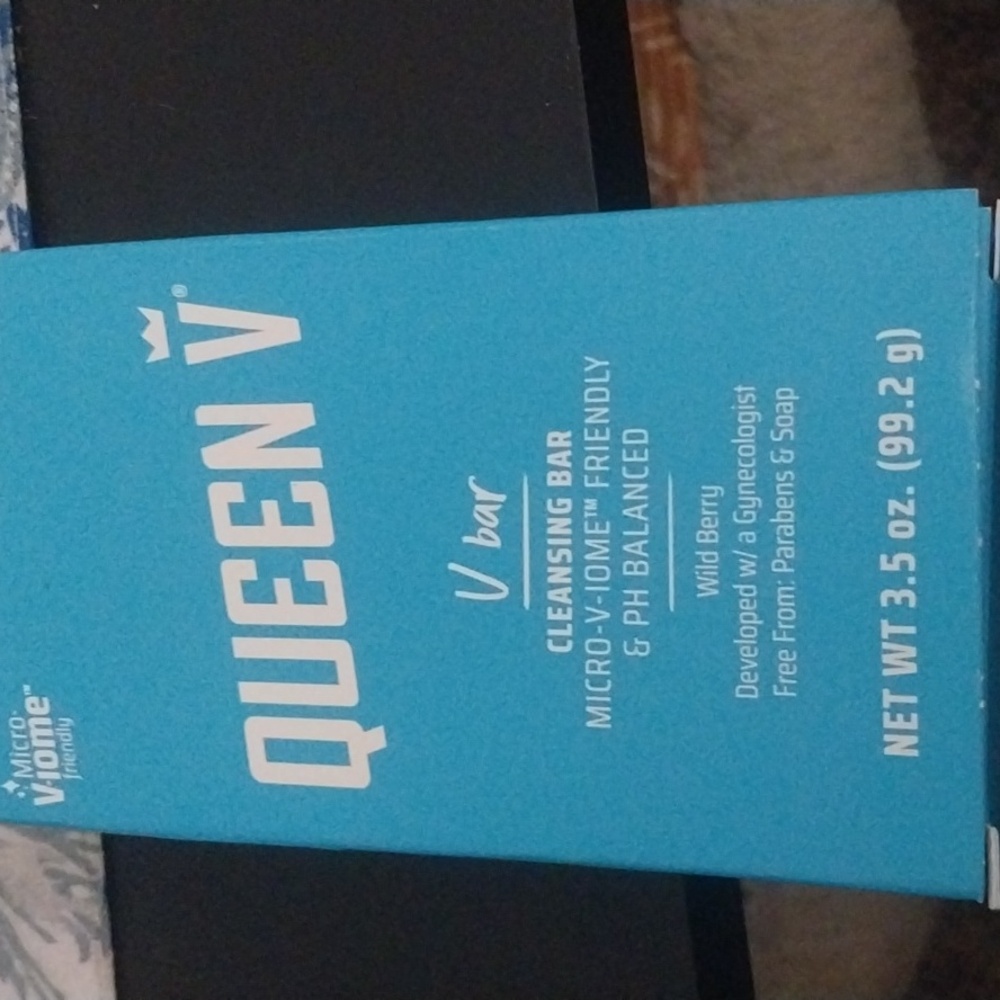 Micro-
V-iome™
friendly
QUEEN V®
V bar
CLEANSING BAR
MICRO-V-IOME™ FRIENDLY
& PH BALANCED
Wild Berry
Developed w/ a Gynecologist
Free From: Parabens & Soap
NET WT 3.5 oz. (99.2 g)